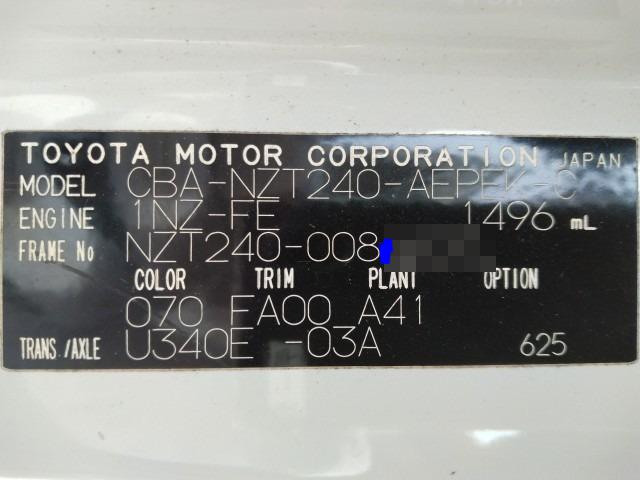 TOYOTA MOTOR CORPORATION JAPAN
MODEL CBA-NZT240-AEPEK-C
ENGINE 1NZ-FE 1496 mL
FRAME No NZT240-008
COLOR TRIM PLANT OPTION
070 FA00 A41
TRANS./AXLE U340E -03A 625